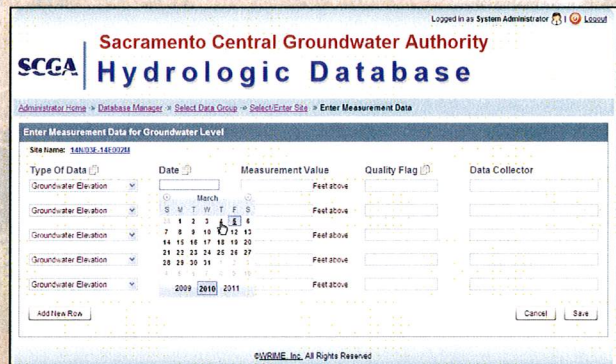 Logged in as System Administrator | Logout
SCGA
Sacramento Central Groundwater Authority
Hydrologic Database
Administrator Home » Database Manager » Select Data Group » Select/Enter Site » Enter Measurement Data
Enter Measurement Data for Groundwater Level
Site Name: 14N/03E-14E002M
Type Of Data Date Measurement Value Quality Flag Data Collector
Groundwater Elevation Feet above
March
S M T W T F S
1 2 3 4 5 6
Groundwater Elevation Feet above
7 8 9 10 12 13
14 15 16 17 18 19 20
Groundwater Elevation Feet above
21 22 23 24 25 26 27
28 29 30 31
Groundwater Elevation Feet above
2009 2010 2011
Groundwater Elevation Feet above
Add New Row Cancel Save
©WRIME, Inc. All Rights Reserved